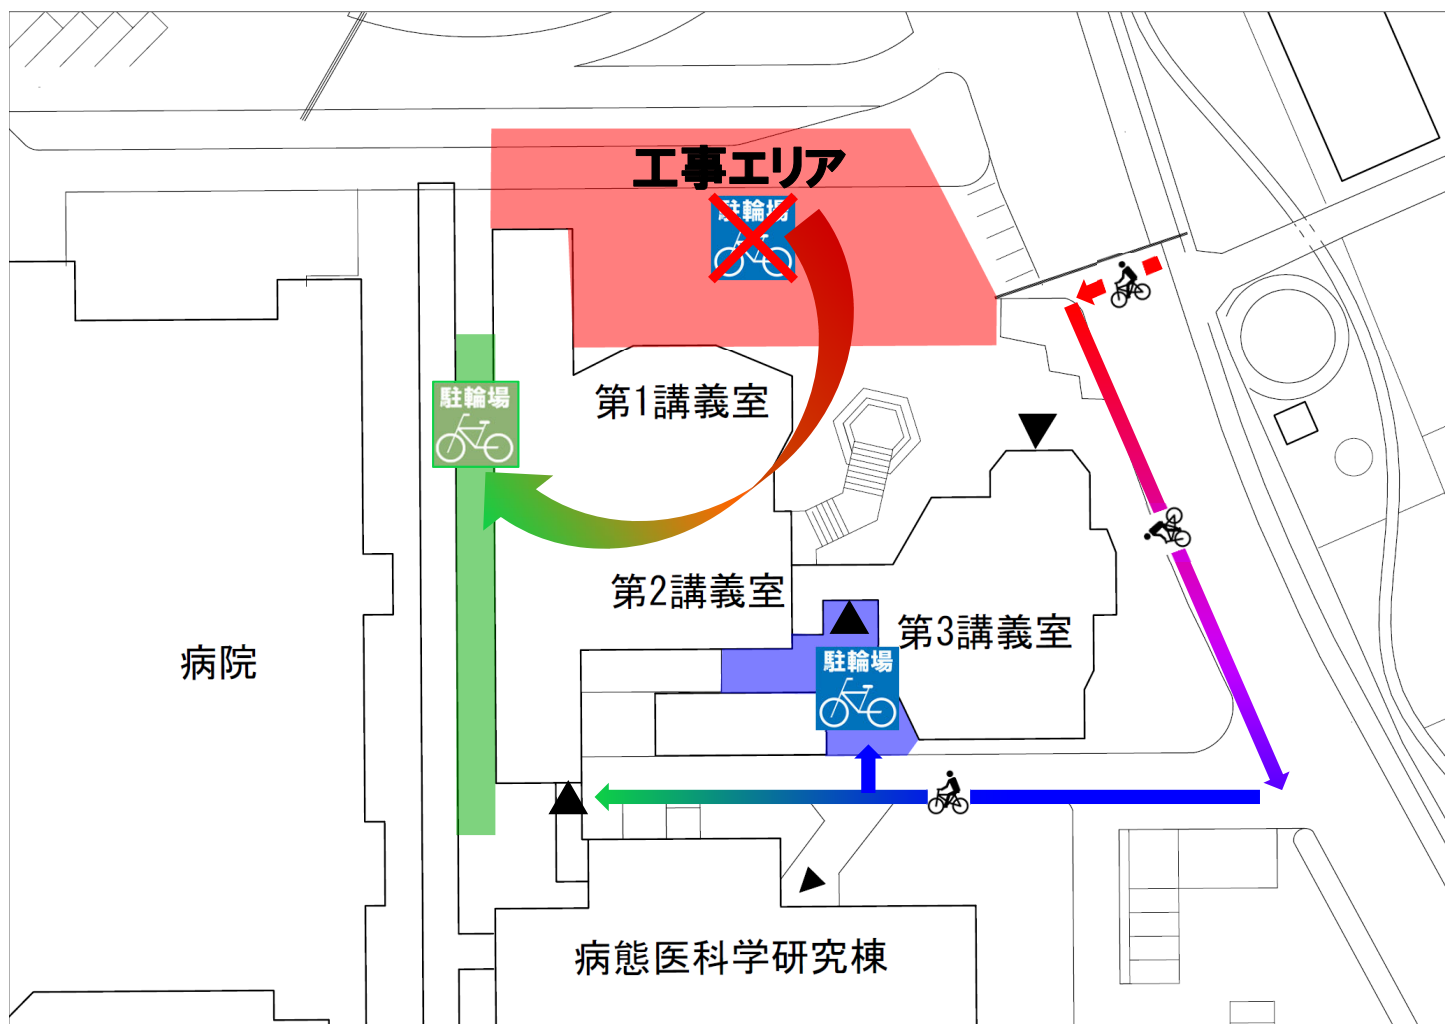 工事エリア
駐輪場
駐輪場
第1講義室
第2講義室
第3講義室
病院
駐輪場
病態医科学研究棟